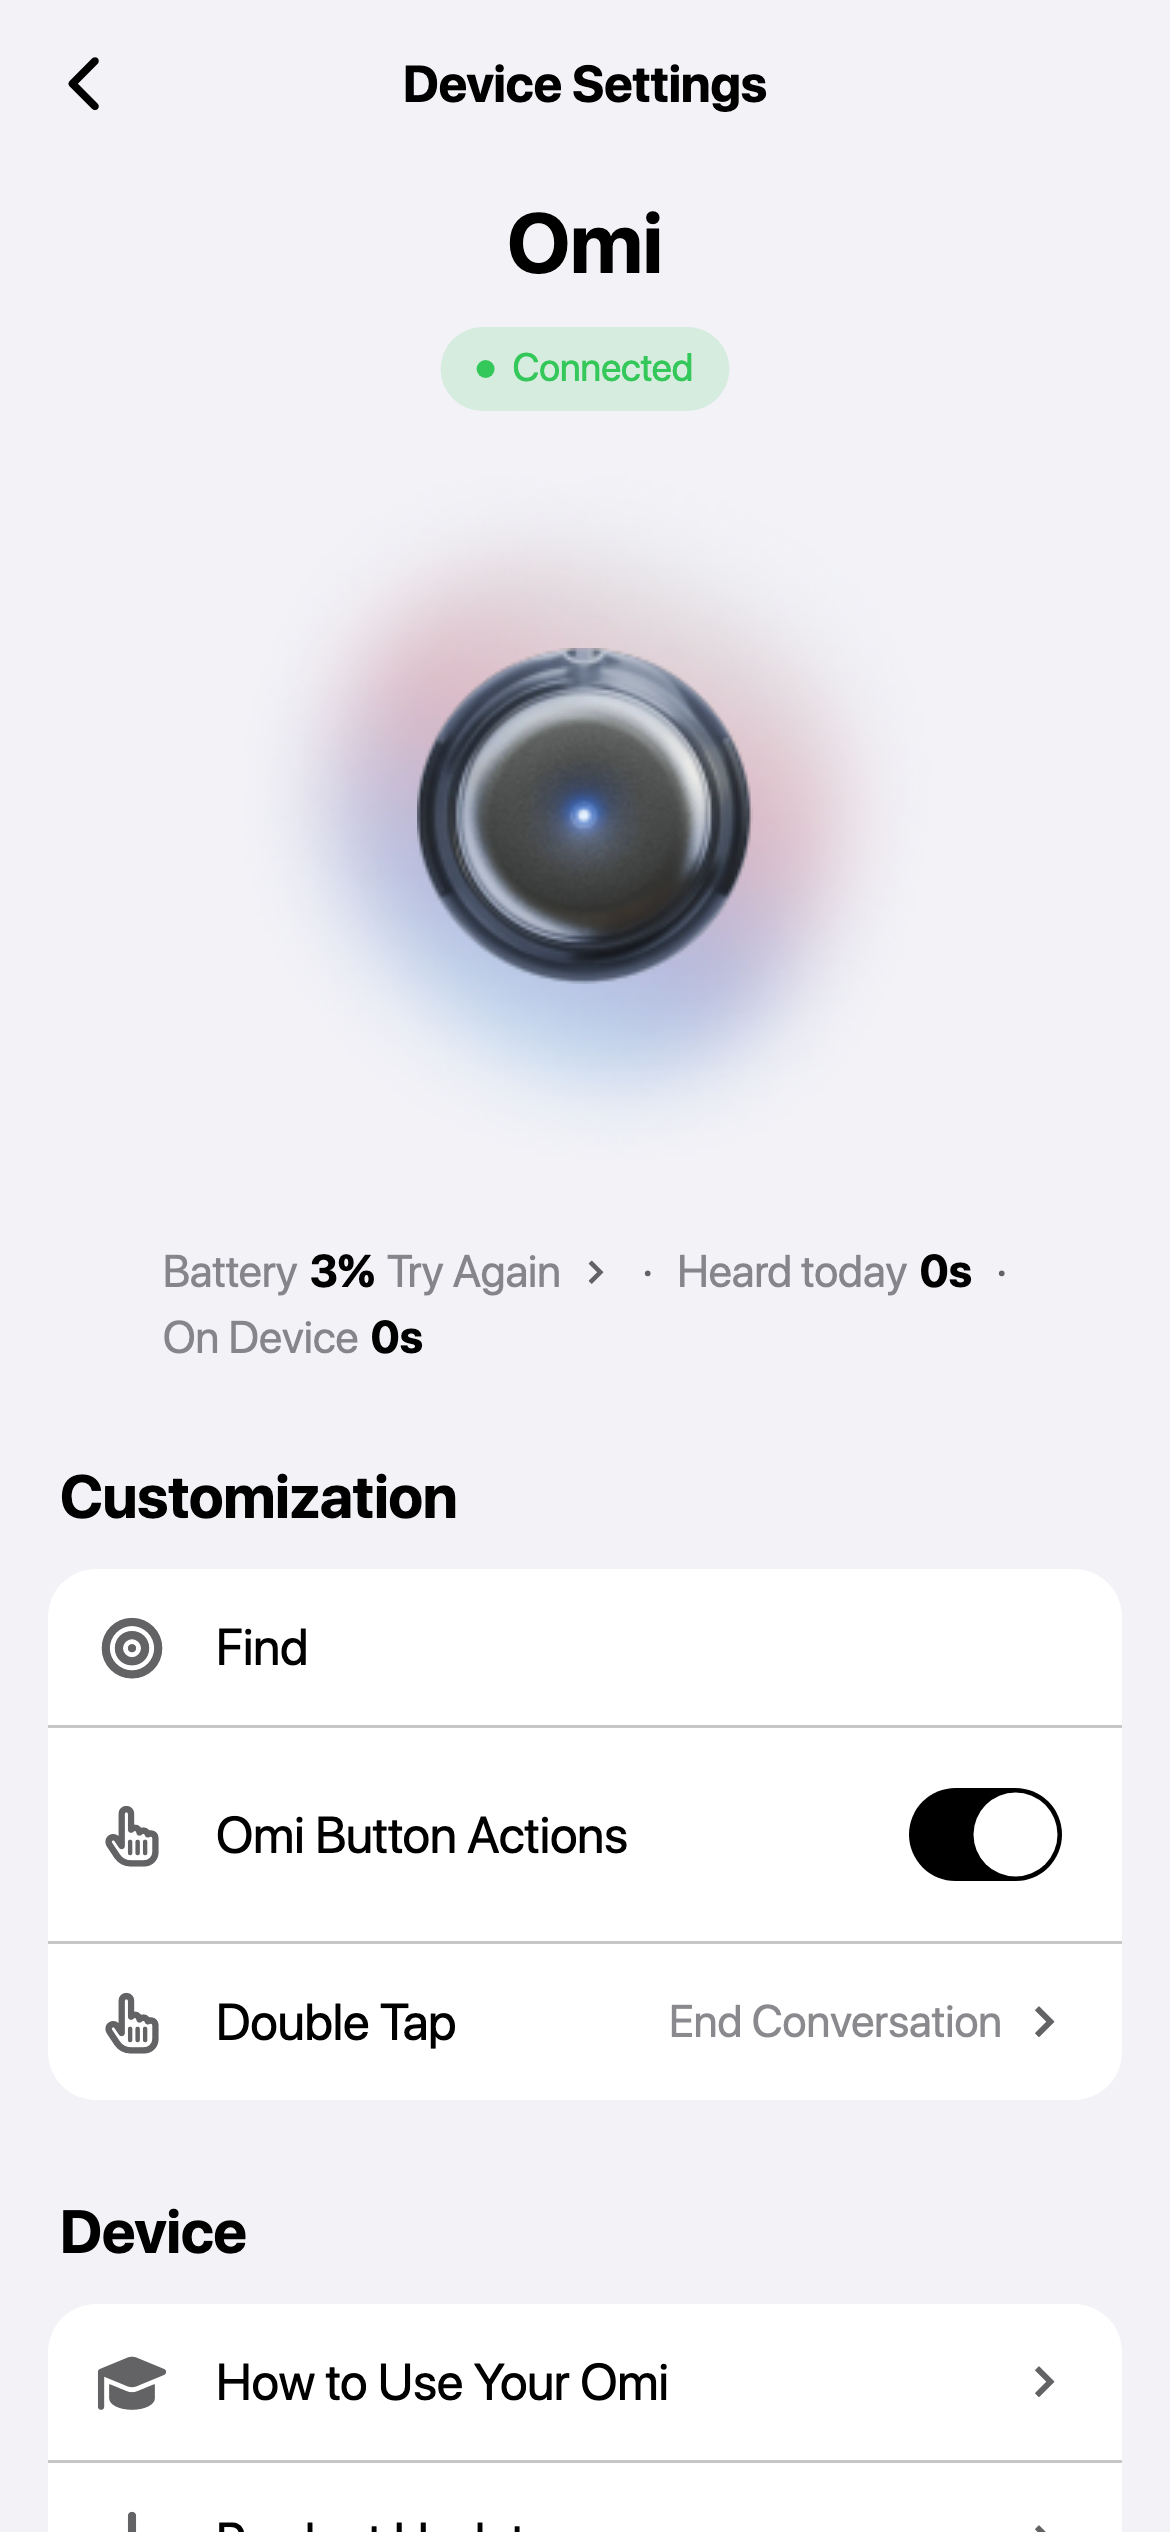 Device Settings
Omi
Connected
Battery 3% Try Again · Heard today 0s ·
On Device 0s
Customization
Find
Omi Button Actions
Double Tap End Conversation
Device
How to Use Your Omi